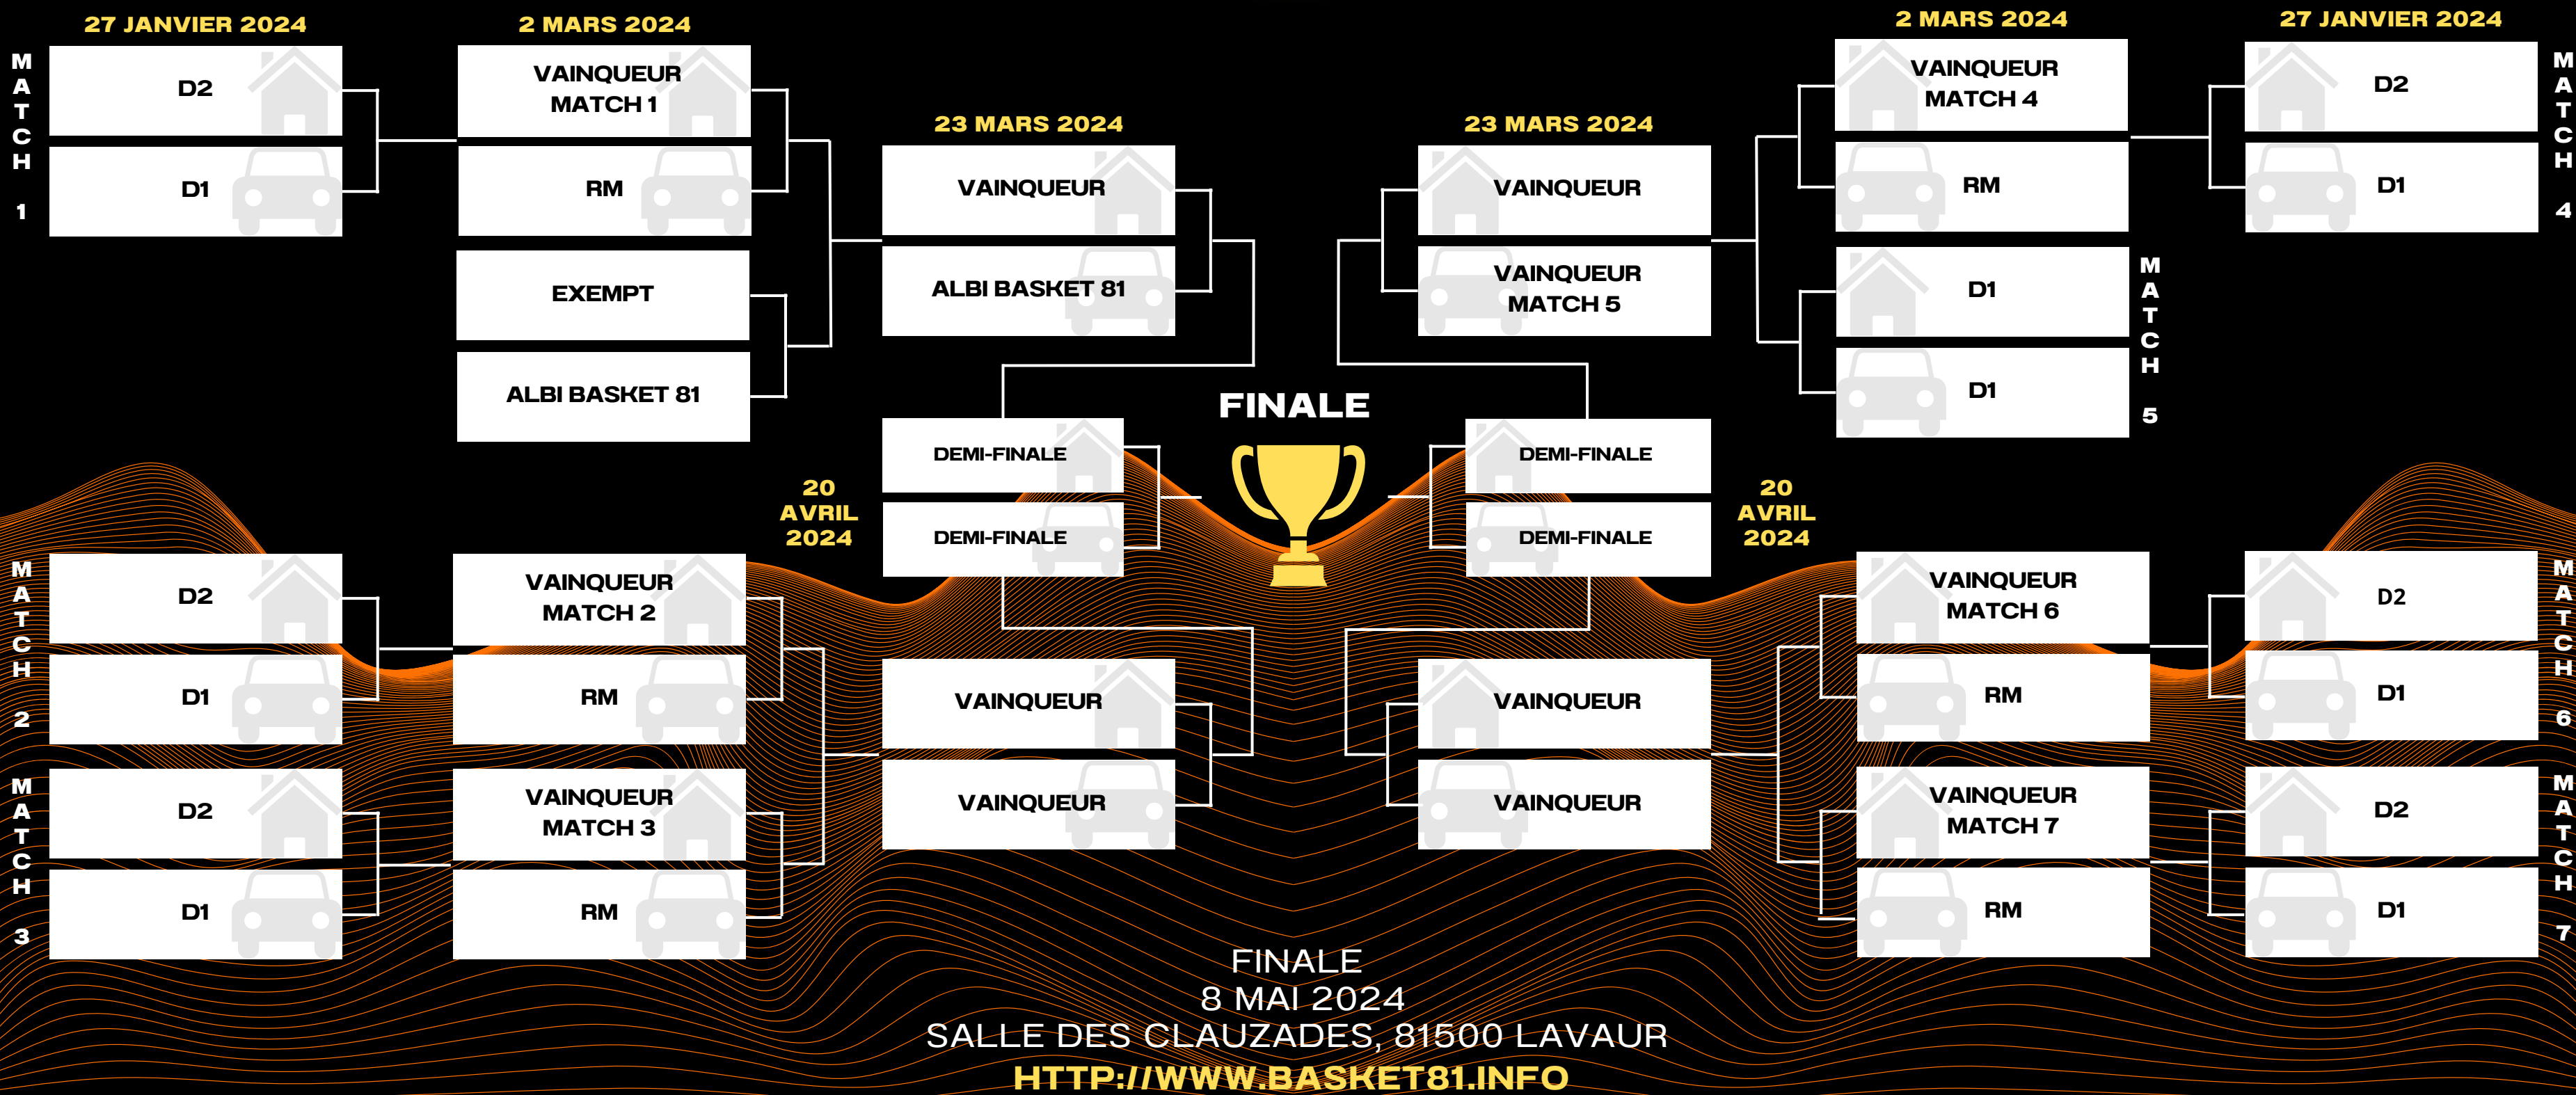 27 JANVIER 2024
2 MARS 2024
2 MARS 2024
27 JANVIER 2024
MATCH 1
D2
D1
VAINQUEUR
MATCH 1
RM
EXEMPT
ALBI BASKET 81
23 MARS 2024
VAINQUEUR
ALBI BASKET 81
23 MARS 2024
VAINQUEUR
VAINQUEUR
MATCH 5
VAINQUEUR
MATCH 4
RM
D1
D1
MATCH 5
D2
D1
MATCH 4
FINALE
DEMI-FINALE
DEMI-FINALE
DEMI-FINALE
DEMI-FINALE
20
AVRIL
2024
20
AVRIL
2024
MATCH 2
D2
D1
VAINQUEUR
MATCH 2
RM
MATCH 3
D2
D1
VAINQUEUR
MATCH 3
RM
VAINQUEUR
VAINQUEUR
VAINQUEUR
VAINQUEUR
VAINQUEUR
MATCH 6
RM
D2
D1
MATCH 6
VAINQUEUR
MATCH 7
RM
D2
D1
MATCH 7
FINALE
8 MAI 2024
SALLE DES CLAUZADES, 81500 LAVAUR
HTTP://WWW.BASKET81.INFO